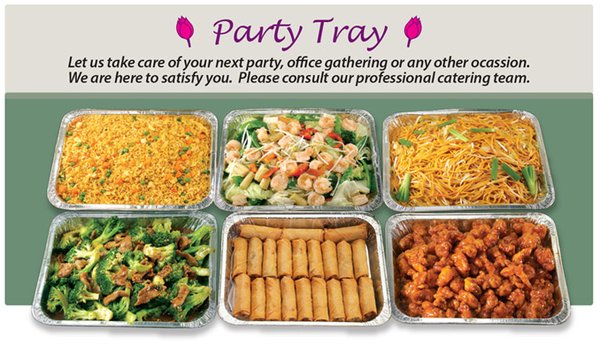 Party Tray
Let us take care of your next party, office gathering or any other ocassion.
We are here to satisfy you.  Please consult our professional catering team.